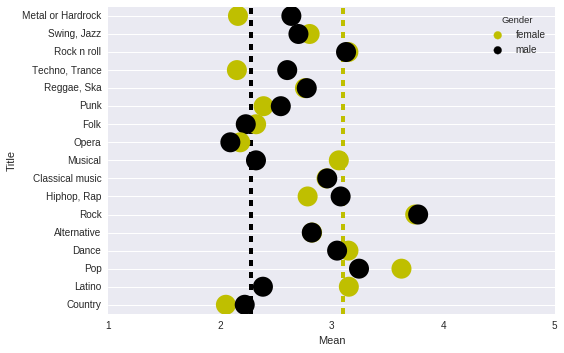 Metal or Hardrock
Swing, Jazz
Rock n roll
Techno, Trance
Reggae, Ska
Punk
Folk
Opera
Musical
Classical music
Hiphop, Rap
Rock
Alternative
Dance
Pop
Latino
Country
Title
1 2 3 4 5
Mean
Gender
female
male